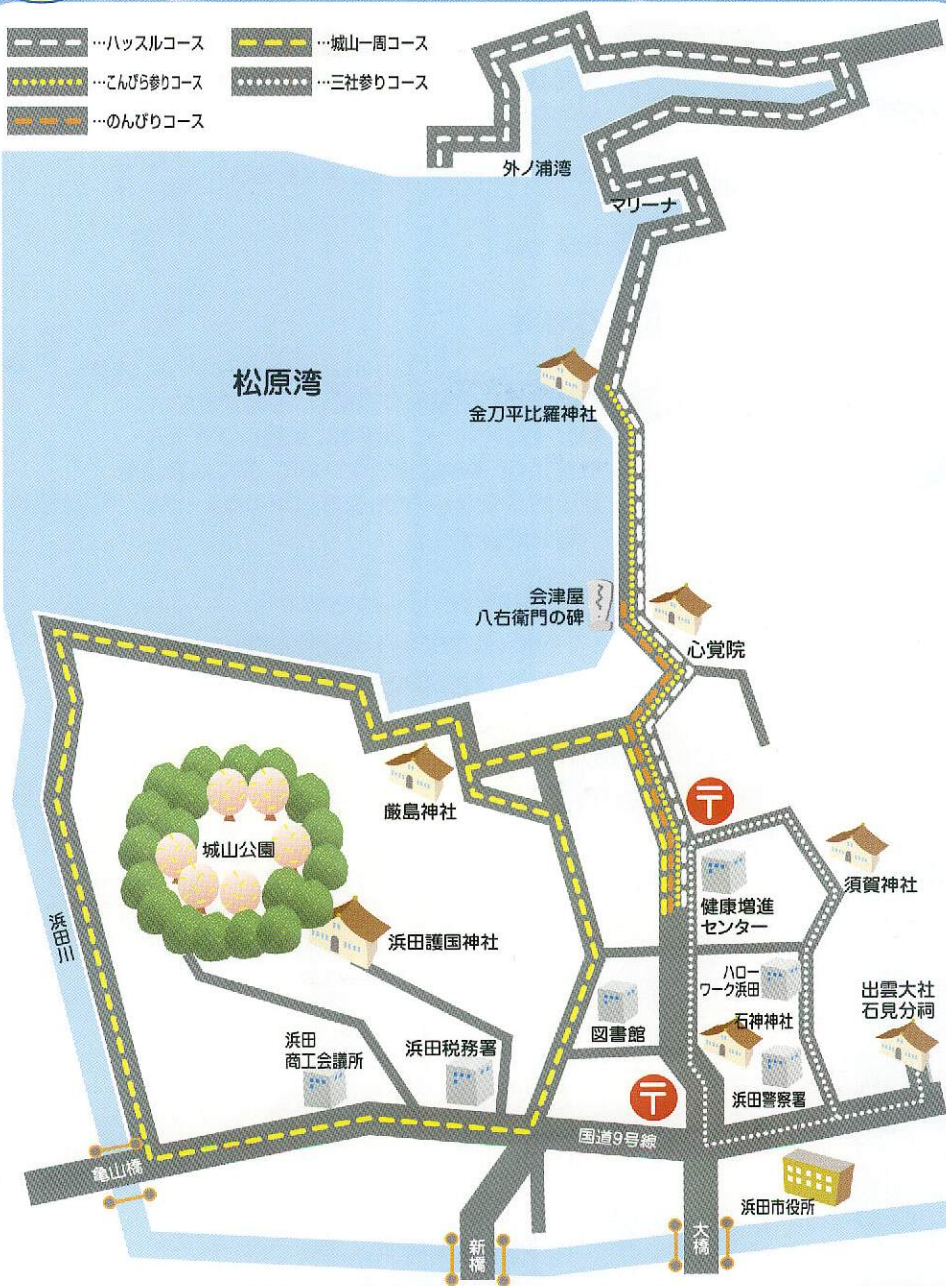 …ハッスルコース
…城山一周コース
…こんぴら参りコース
…三社参りコース
…のんびりコース
外ノ浦湾
マリーナ
松原湾
金刀平比羅神社
会津屋
八右衛門の碑
心覚院
厳島神社
〒
城山公園
須賀神社
健康増進
センター
浜田川
浜田護国神社
ハロー
ワーク浜田
出雲大社
石見分祠
図書館
石神神社
浜田
商工会議所
浜田税務署
〒
浜田警察署
国道9号線
亀山橋
浜田市役所
新橋
大橋